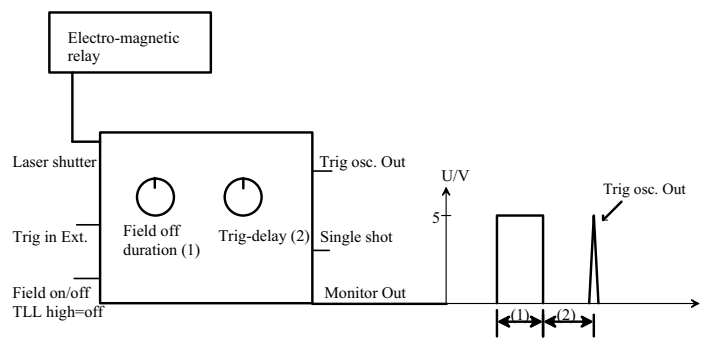 Electro-magnetic
relay
Laser shutter
Trig in Ext.
Field on/off
TLL high=off
Field off
duration (1)
Trig-delay (2)
Trig osc. Out
Single shot
Monitor Out
U/V
5
Trig osc. Out
(1)
(2)